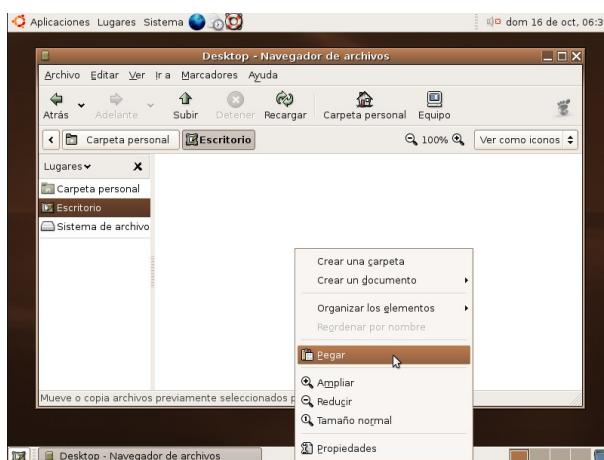 Aplicaciones Lugares Sistema dom 16 de oct, 06:3
Desktop - Navegador de archivos
Archivo Editar Ver Ir a Marcadores Ayuda
Atrás Adelante Subir Detener Recargar Carpeta personal Equipo
Carpeta personal Escritorio 100% Ver como iconos
Lugares
Carpeta personal
Escritorio
Sistema de archivo
Crear una carpeta
Crear un documento
Organizar los elementos
Reordenar por nombre
Pegar
Ampliar
Reducir
Tamaño normal
Propiedades
Mueve o copia archivos previamente seleccionados p
Desktop - Navegador de archivos